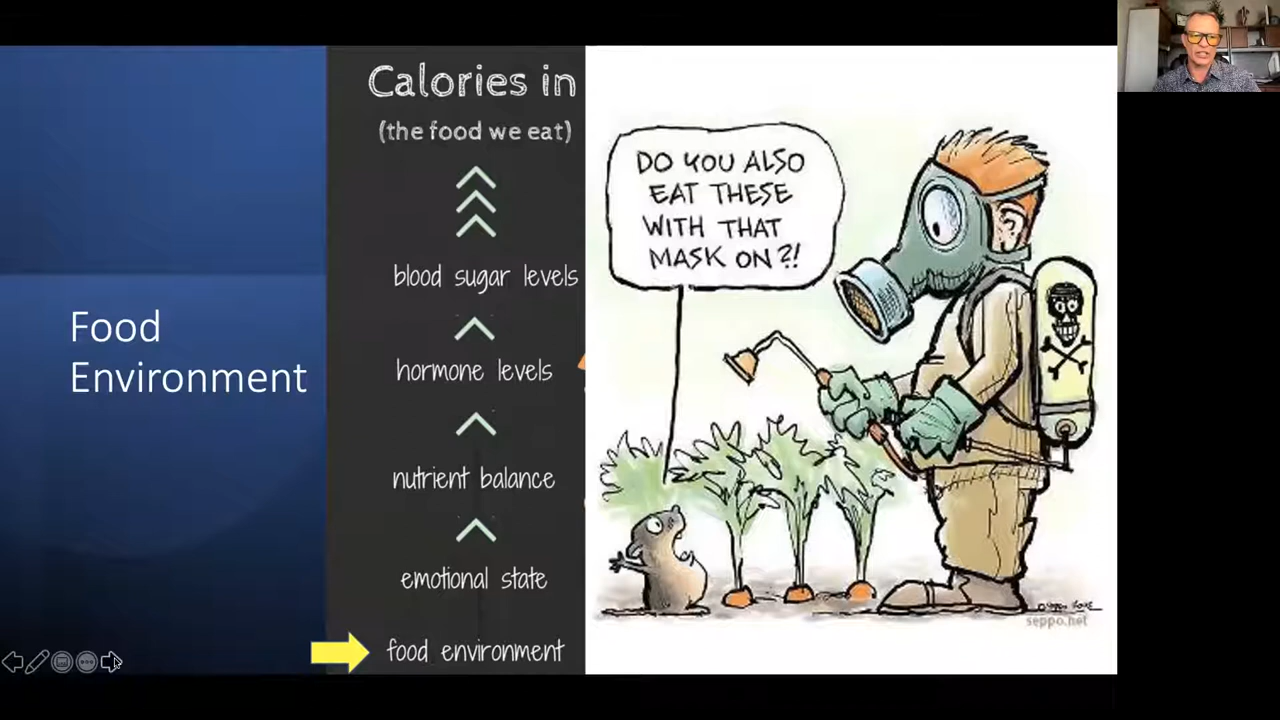 Food
Environment
Calories in
(the food we eat)
blood sugar levels
hormone levels
nutrient balance
emotional state
food environment
DO YOU ALSO
EAT THESE
WITH THAT
MASK ON?!
seppo.net